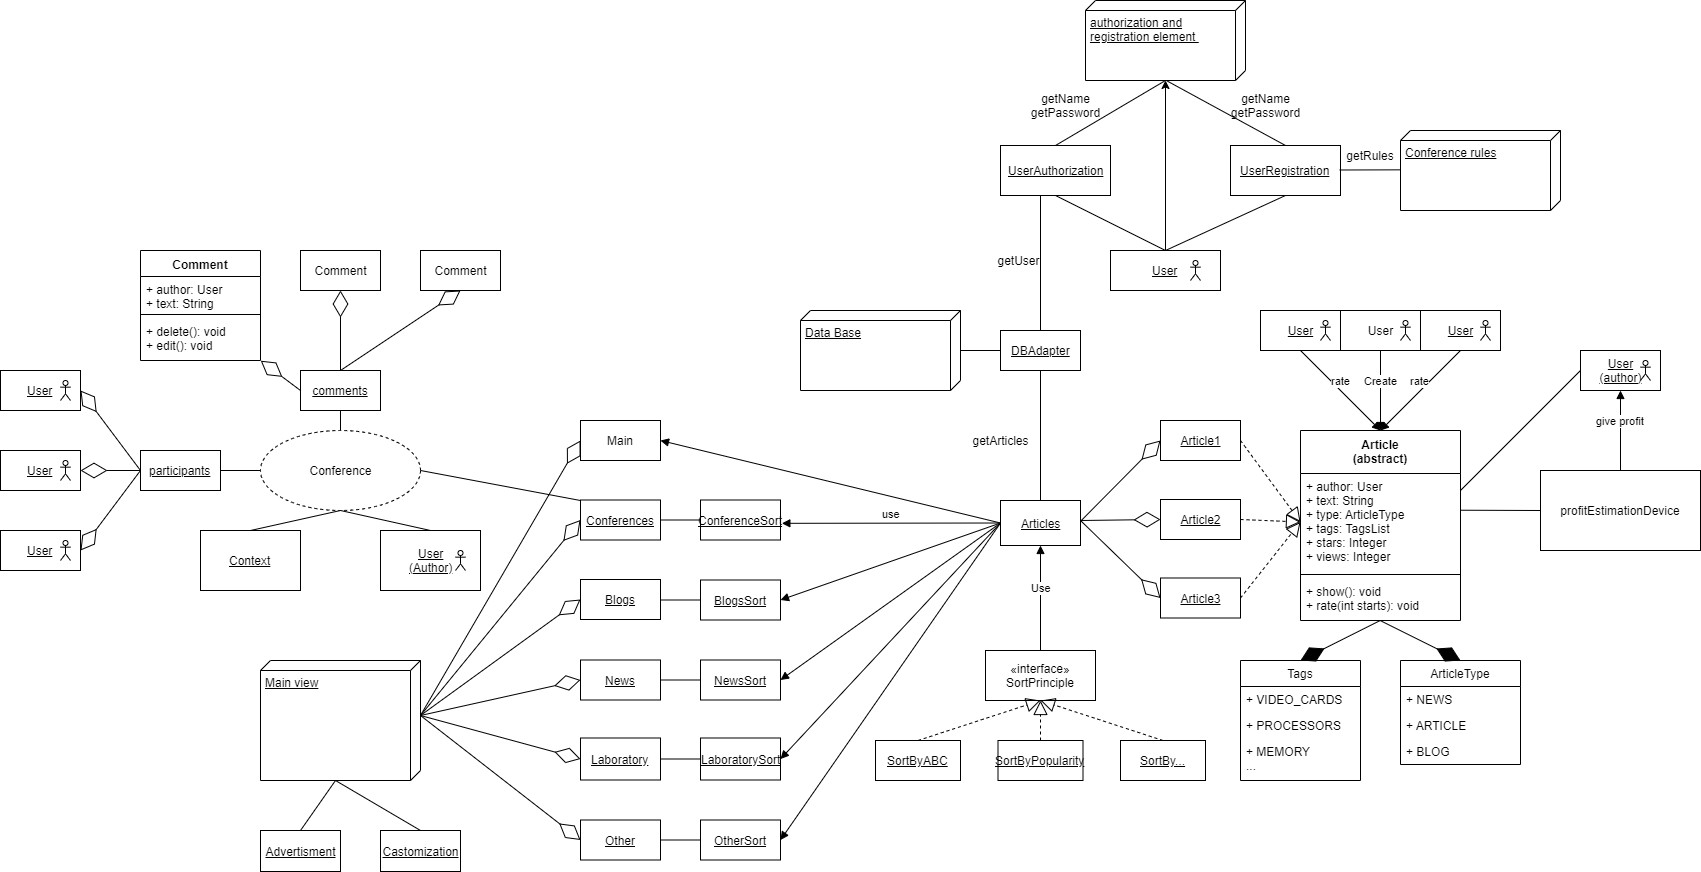 authorization and
registration element
getName
getPassword
getName
getPassword
UserAuthorization
UserRegistration
getRules
Conference rules
getUser
User
Comment
+ author: User
+ text: String
+ delete(): void
+ edit(): void
Comment
Comment
comments
User
User
User
participants
Conference
Context
User
(Author)
Data Base
DBAdapter
getArticles
Main
Conferences
ConferenceSort
use
Articles
Blogs
BlogsSort
News
NewsSort
Laboratory
LaboratorySort
Other
OtherSort
Main view
Advertisment
Castomization
Use
«interface»
SortPrinciple
SortByABC
SortByPopularity
SortBy...
Article1
Article2
Article3
User
User
User
rate
Create
rate
Article
(abstract)
+ author: User
+ text: String
+ type: ArticleType
+ tags: TagsList
+ stars: Integer
+ views: Integer
+ show(): void
+ rate(int starts): void
User
(author)
give profit
profitEstimationDevice
Tags
+ VIDEO_CARDS
+ PROCESSORS
+ MEMORY
...
ArticleType
+ NEWS
+ ARTICLE
+ BLOG